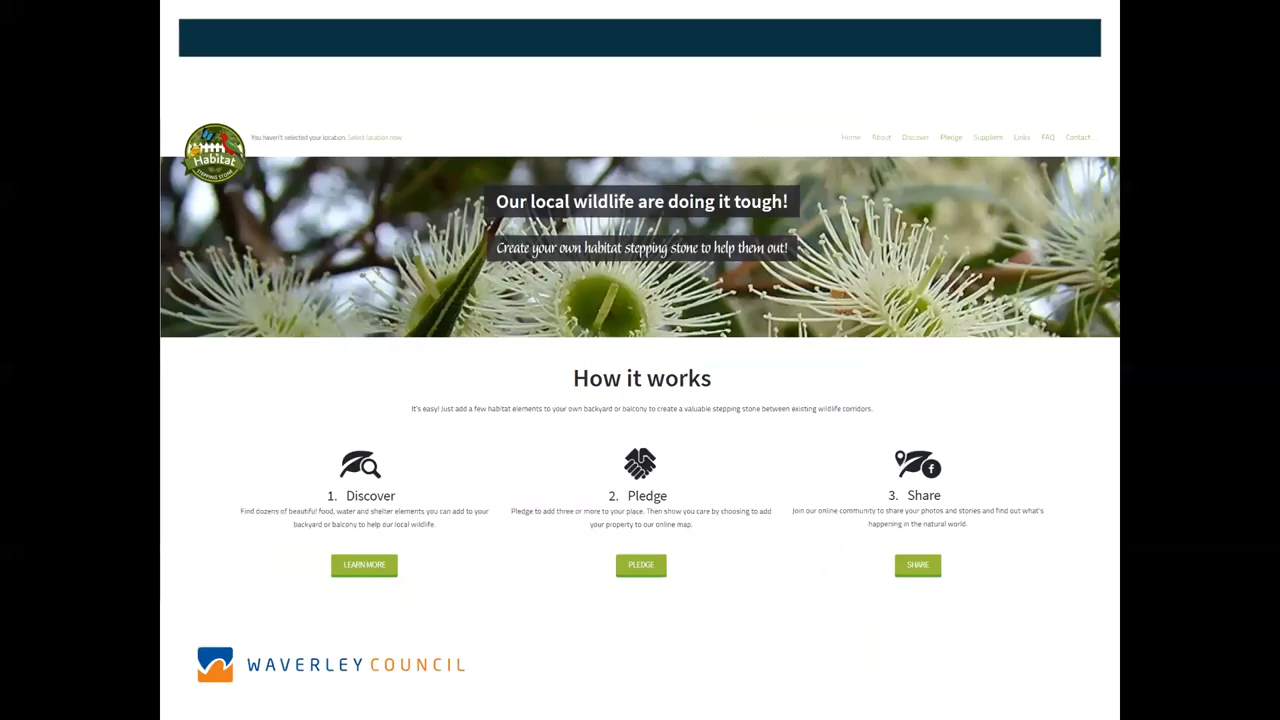 You haven't selected your location. Select location now
Home About Discover Pledge Suppliers Links FAQ Contact
Habitat
STEPPING STONE
Our local wildlife are doing it tough!
Create your own habitat stepping stone to help them out!
How it works
It's easy! Just add a few habitat elements to your own backyard or balcony to create a valuable stepping stone between existing wildlife corridors.
1. Discover
Find dozens of beautiful food, water and shelter elements you can add to your
backyard or balcony to help our local wildlife.
LEARN MORE
2. Pledge
Pledge to add three or more to your place. Then show you care by choosing to add
your property to our online map.
PLEDGE
3. Share
Join our online community to share your photos and stories and find out what's
happening in the natural world.
SHARE
WAVERLEY COUNCIL